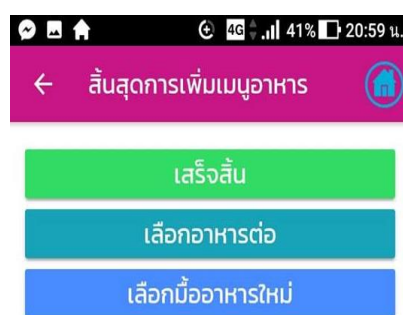 4G 41% 20:59 น.
สิ้นสุดการเพิ่มเมนูอาหาร
เสร็จสิ้น
เลือกอาหารต่อ
เลือกมื้ออาหารใหม่